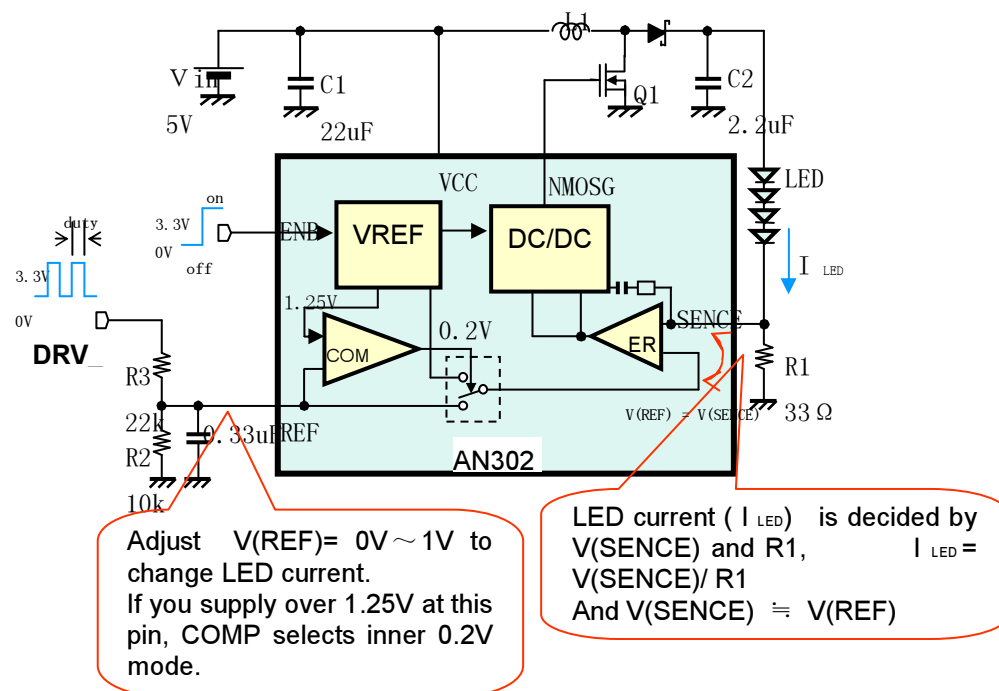 L1
Vin
5V
C1
22uF
Q1
C2
2.2uF
VCC
NMOSG
LED
duty
3.3V
0V
DRV_
on
3.3V
0V
off
ENB
VREF
DC/DC
I LED
1.25V
COM
0.2V
ER
SENCE
R1
33Ω
V(REF) = V(SENCE)
R3
22k
R2
10k
0.33uF
REF
AN302
Adjust V(REF)= 0V～1V to
change LED current.
If you supply over 1.25V at this
pin, COMP selects inner 0.2V
mode.
LED current ( I LED) is decided by
V(SENCE) and R1, I LED =
V(SENCE)/ R1
And V(SENCE) ≒ V(REF)